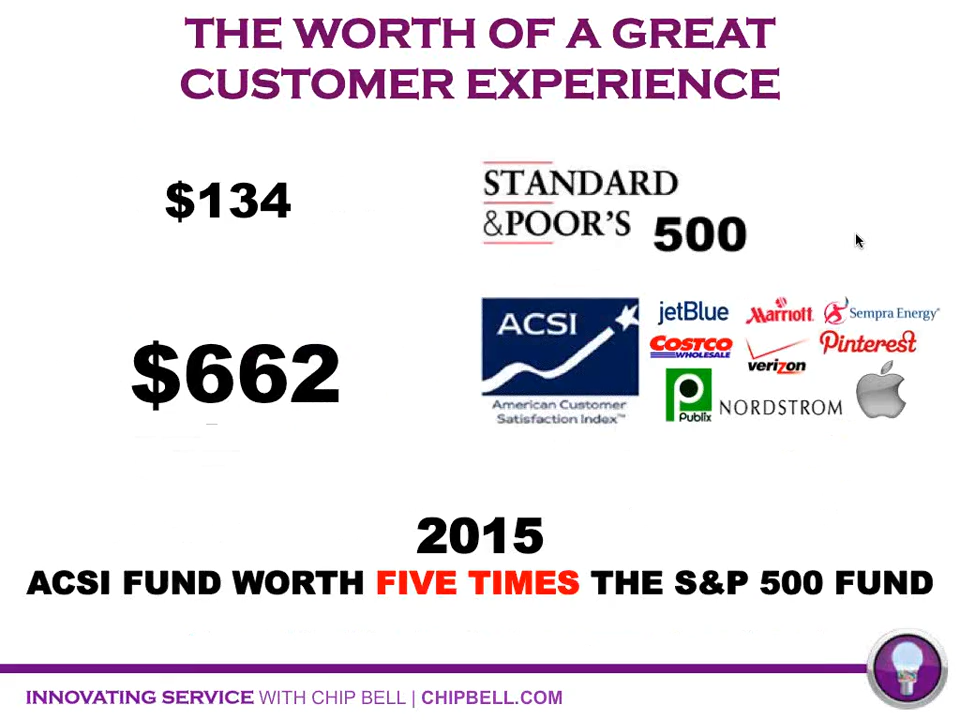 THE WORTH OF A GREAT
CUSTOMER EXPERIENCE
$134
STANDARD
&POOR'S 500
$662
ACSI
American Customer
Satisfaction Index™
jetBlue Marriott Sempra Energy®
COSTCO WHOLESALE verizon Pinterest
Publix NORDSTROM
2015
ACSI FUND WORTH FIVE TIMES THE S&P 500 FUND
INNOVATING SERVICE WITH CHIP BELL | CHIPBELL.COM